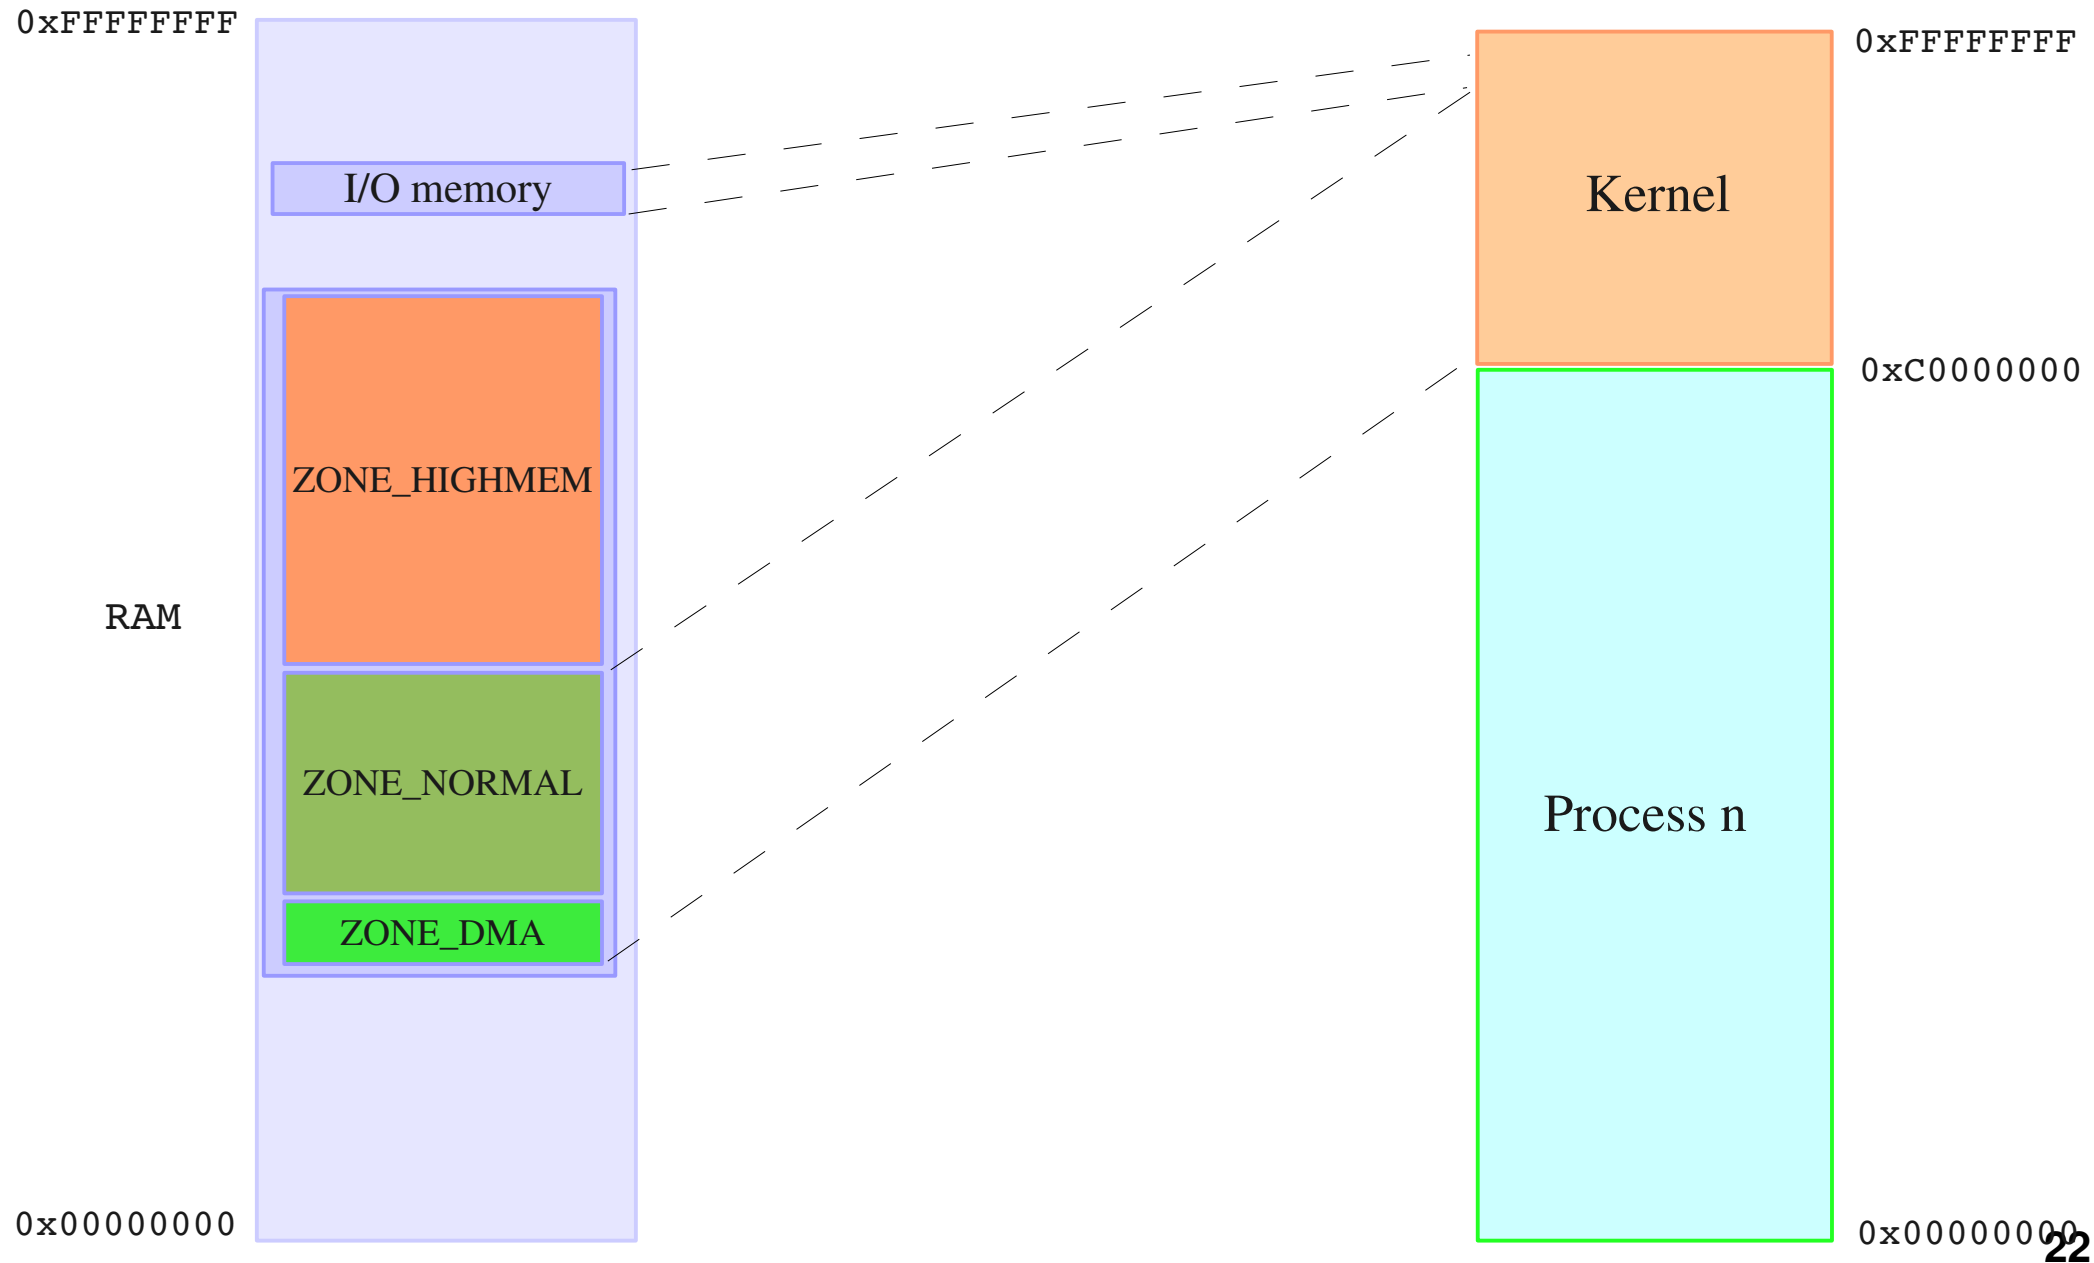 0xFFFFFFFF
0xFFFFFFFF
I/O memory
Kernel
0xC0000000
ZONE_HIGHMEM
RAM
ZONE_NORMAL
Process n
ZONE_DMA
0x00000000
0x00000000
22